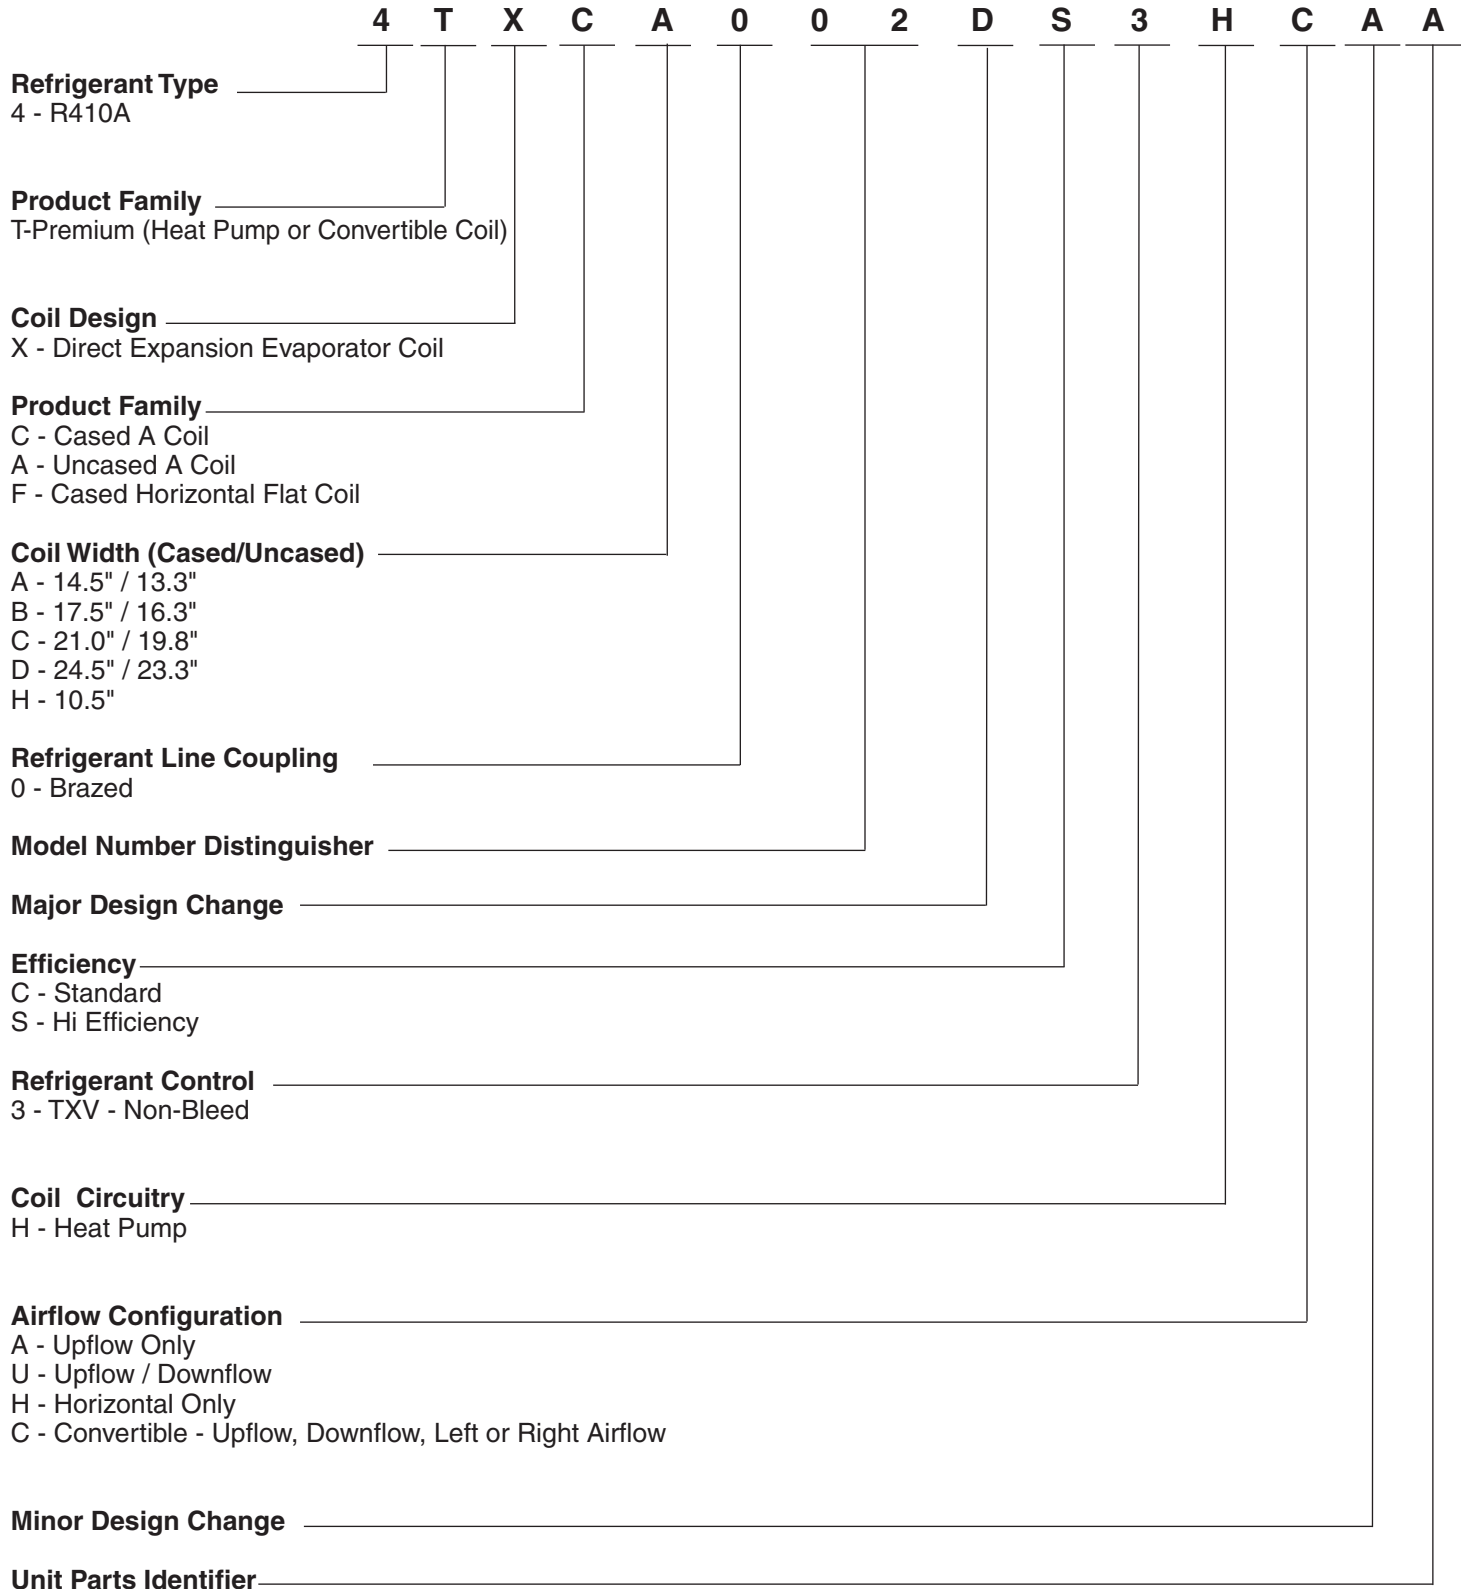 4 T X C A 0 0 2 D S 3 H C A A
Refrigerant Type
4 - R410A
Product Family
T-Premium (Heat Pump or Convertible Coil)
Coil Design
X - Direct Expansion Evaporator Coil
Product Family
C - Cased A Coil
A - Uncased A Coil
F - Cased Horizontal Flat Coil
Coil Width (Cased/Uncased)
A - 14.5" / 13.3"
B - 17.5" / 16.3"
C - 21.0" / 19.8"
D - 24.5" / 23.3"
H - 10.5"
Refrigerant Line Coupling
0 - Brazed
Model Number Distinguisher
Major Design Change
Efficiency
C - Standard
S - Hi Efficiency
Refrigerant Control
3 - TXV - Non-Bleed
Coil Circuitry
H - Heat Pump
Airflow Configuration
A - Upflow Only
U - Upflow / Downflow
H - Horizontal Only
C - Convertible - Upflow, Downflow, Left or Right Airflow
Minor Design Change
Unit Parts Identifier